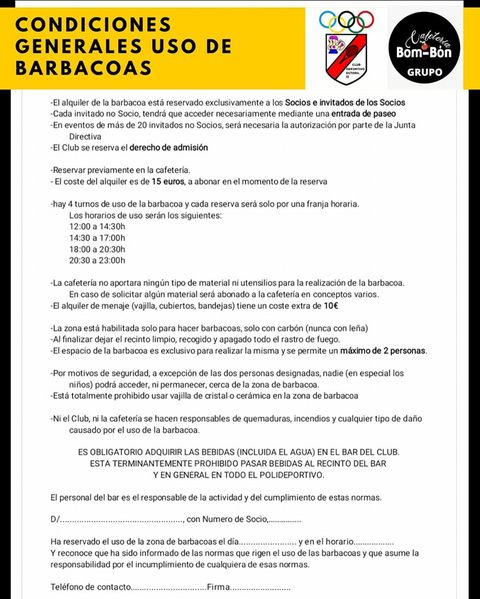 CONDICIONES
GENERALES USO DE
BARBACOAS
CLUB
DEPORTIVO
Cafetería
BOM-BON
GRUPO
-El alquiler de la barbacoa está reservado exclusivamente a los Socios e invitados de los Socios
-Cada invitado no Socio, tendrá que acceder necesariamente mediante una entrada de paseo
-En eventos de más de 20 invitados no Socios, será necesaria la autorización por parte de la Junta
Directiva
-El Club se reserva el derecho de admisión
-Reservar previamente en la cafetería.
- El coste del alquiler es de 15 euros, a abonar en el momento de la reserva
-hay 4 turnos de uso de la barbacoa y cada reserva será solo por una franja horaria.
Los horarios de uso serán los siguientes:
12:00 a 14:30h
14:30 a 17:00h
18:00 a 20:30h
20:30 a 23:00h
-La cafetería no aportara ningún tipo de material ni utensilios para la realización de la barbacoa.
En caso de solicitar algún material será abonado a la cafetería en conceptos varios.
-El alquiler de menaje (vajilla, cubiertos, bandejas) tiene un coste extra de 10€
-La zona está habilitada solo para hacer barbacoas, solo con carbón (nunca con leña)
-Al finalizar dejar el recinto limpio, recogido y apagado todo el rastro de fuego.
-El espacio de la barbacoa es exclusivo para realizar la misma y se permite un máximo de 2 personas.
-Por motivos de seguridad, a excepción de las dos personas designadas, nadie (en especial los
niños) podrá acceder, ni permanecer, cerca de la zona de barbacoa.
-Está totalmente prohibido usar vajilla de cristal o cerámica en la zona de barbacoa
-Ni el Club, ni la cafetería se hacen responsables de quemaduras, incendios y cualquier tipo de daño
causado por el uso de la barbacoa.
ES OBLIGATORIO ADQUIRIR LAS BEBIDAS (INCLUIDA EL AGUA) EN EL BAR DEL CLUB.
ESTA TERMINANTEMENTE PROHIBIDO PASAR BEBIDAS AL RECINTO DEL BAR
Y EN GENERAL EN TODO EL POLIDEPORTIVO.
El personal del bar es el responsable de la actividad y del cumplimiento de estas normas.
D/................................................, con Numero de Socio,.............
Ha reservado el uso de la zona de barbacoas el día....................... y en el horario................
Y reconoce que ha sido informado de las normas que rigen el uso de las barbacoas y que asume la
responsabilidad por el incumplimiento de cualquiera de esas normas.
Teléfono de contacto..............................Firma........................